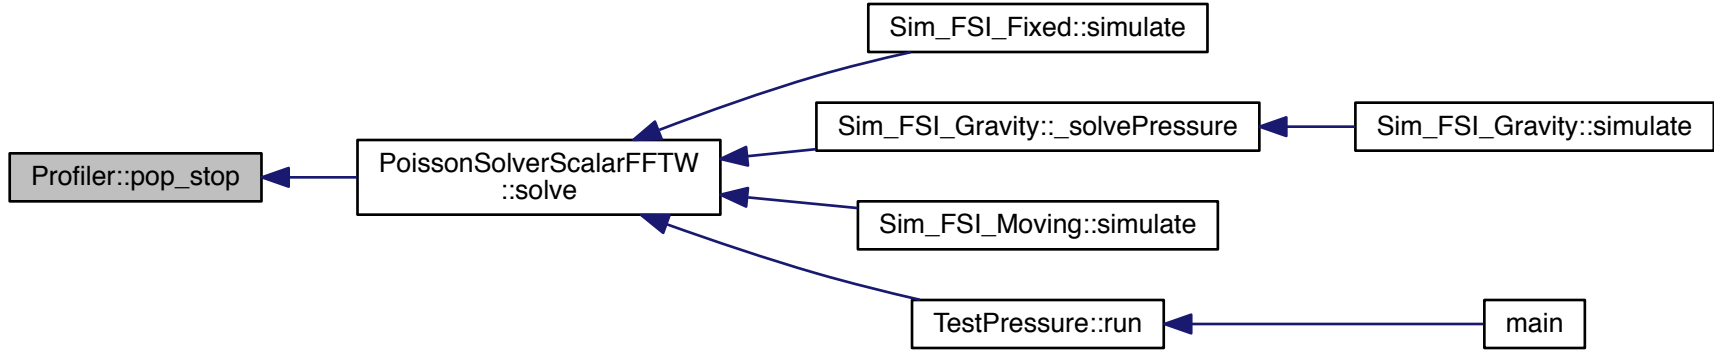 Profiler::pop_stop
PoissonSolverScalarFFTW
::solve
Sim_FSI_Fixed::simulate
Sim_FSI_Gravity::_solvePressure
Sim_FSI_Gravity::simulate
Sim_FSI_Moving::simulate
TestPressure::run
main